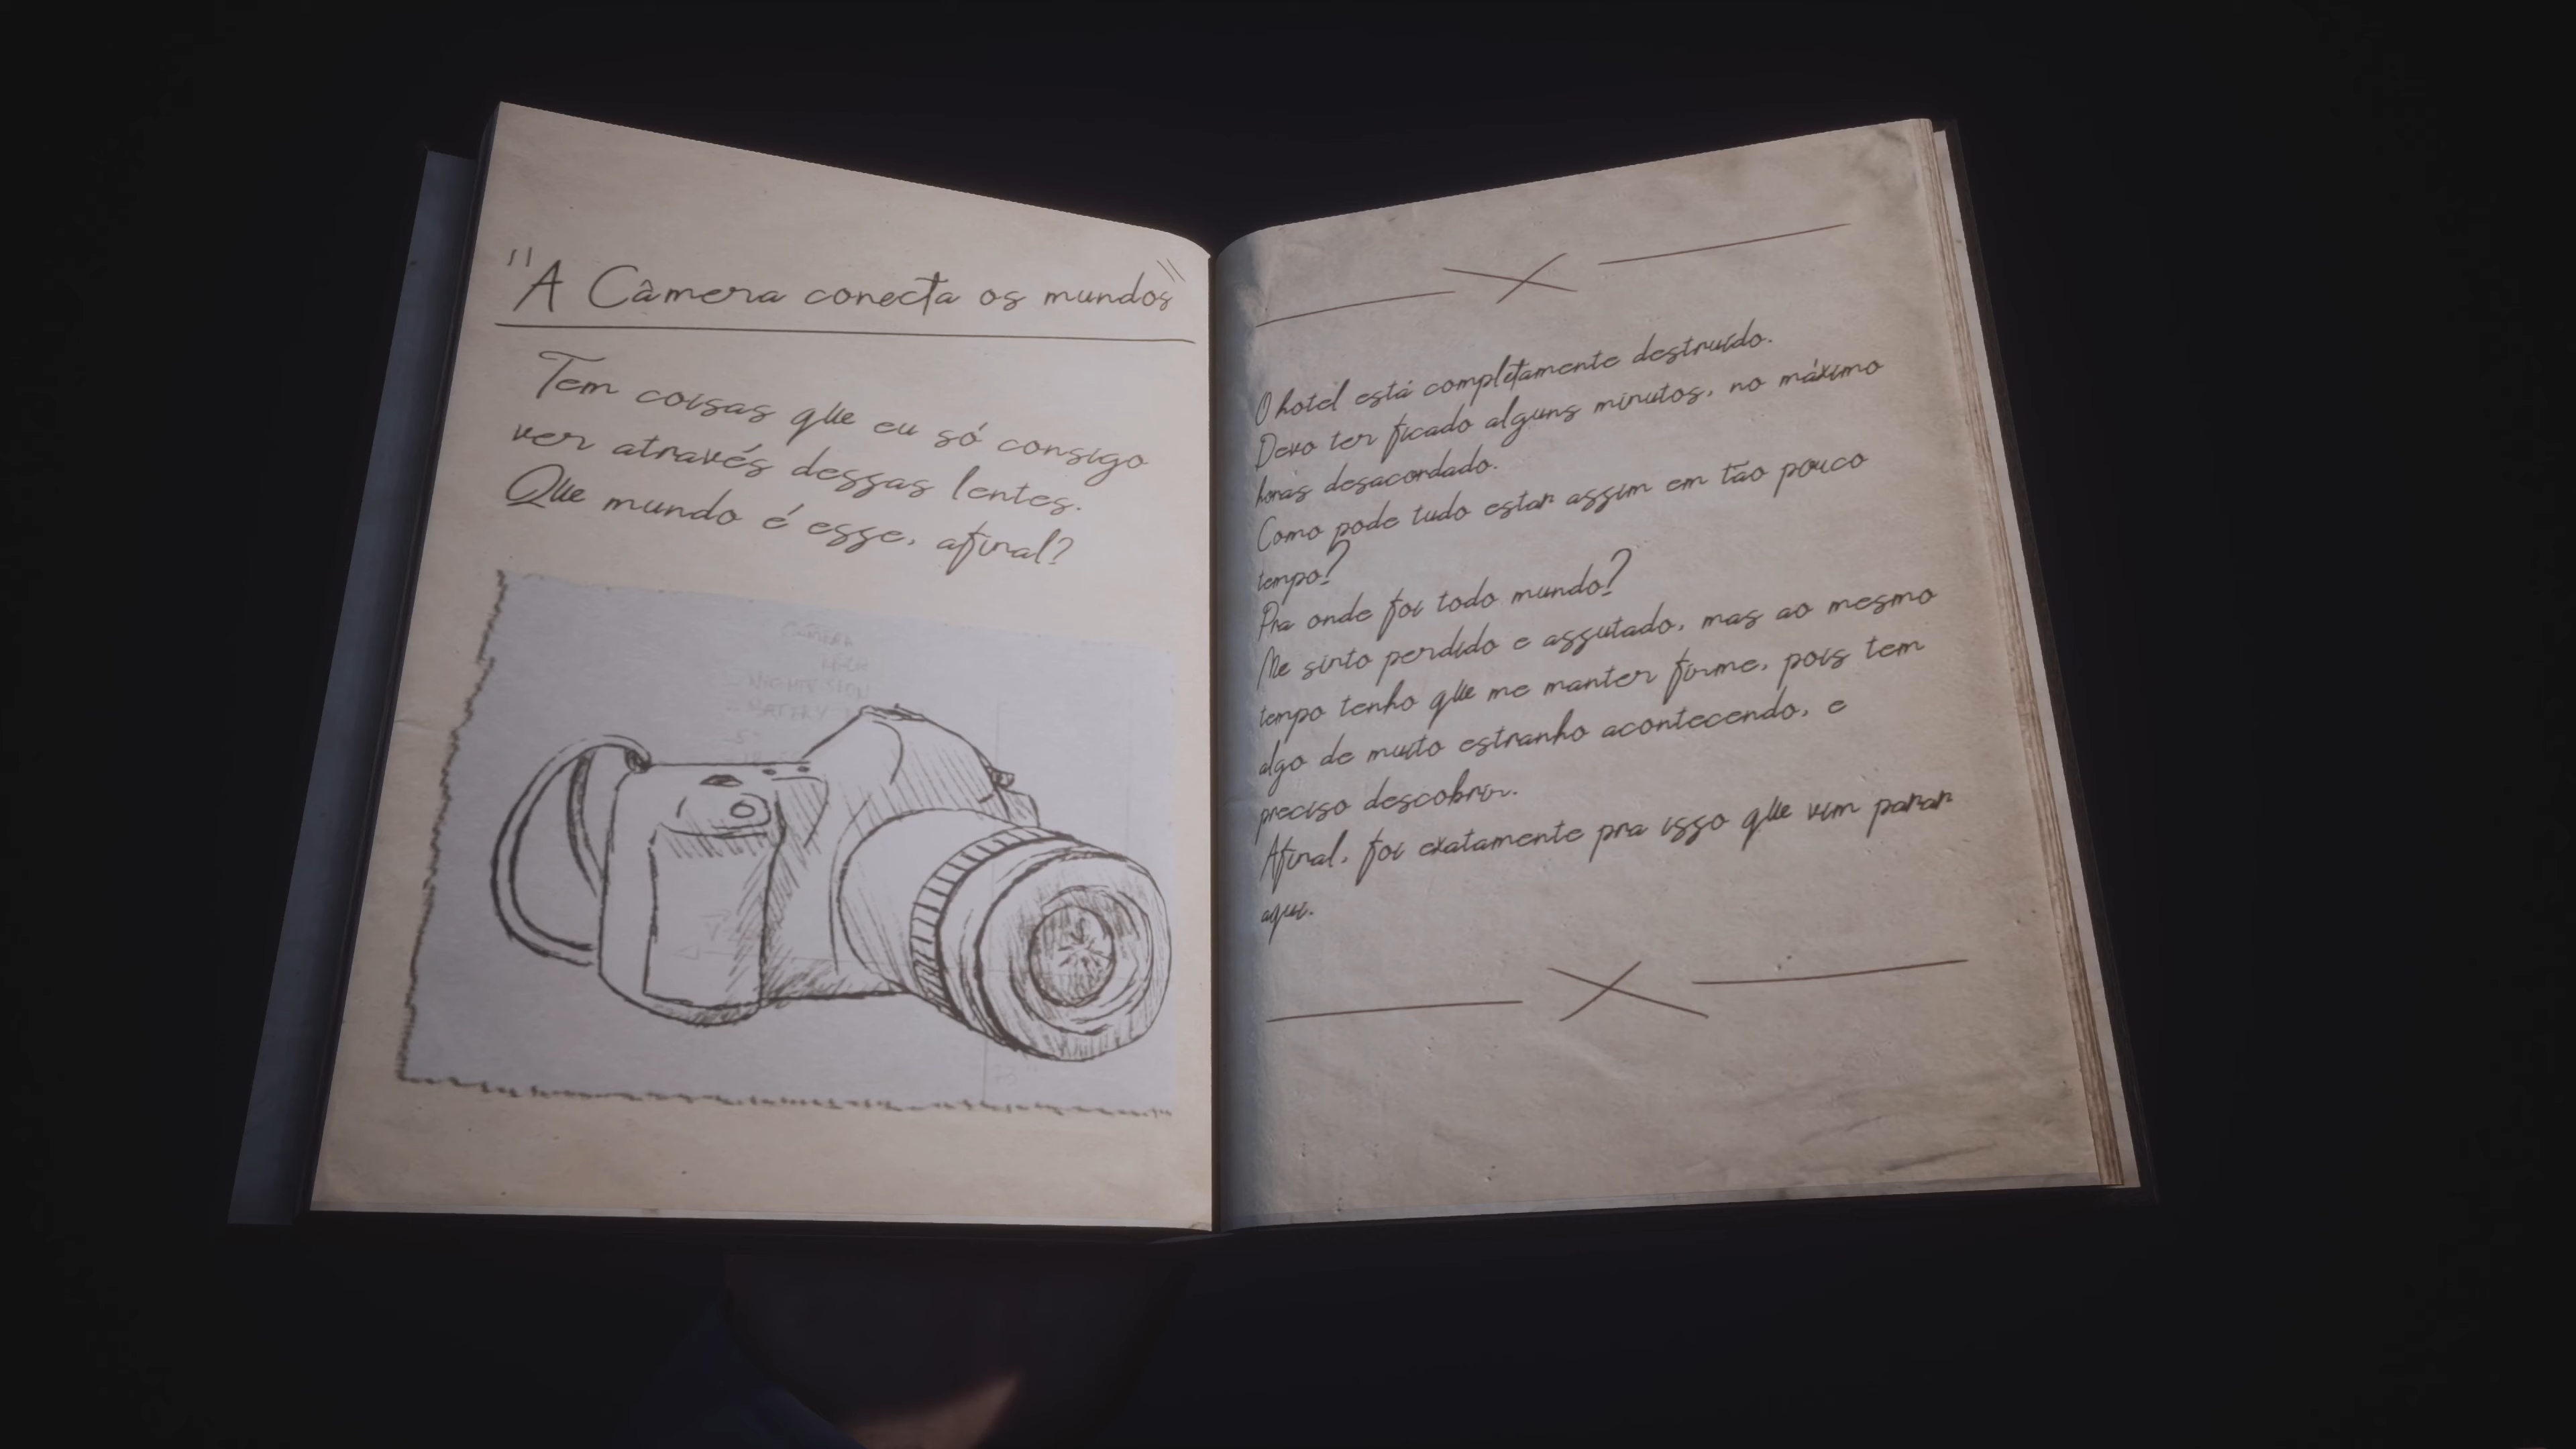 "A Câmera conecta os mundos"
Tem coisas que eu só consigo
ver através dessas lentes.
Que mundo é esse, afinal?
CAMERA
O hotel está completamente destruído.
Devo ter ficado alguns minutos, no máximo
horas desacordado.
Como pode tudo estar assim em tão pouco
tempo?
Pra onde foi todo mundo?
Me sinto perdido e assutado, mas ao mesmo
tempo tenho que me manter firme, pois tem
algo de muito estranho acontecendo, e
preciso descobrir.
Afinal, foi exatamente pra isso que vim parar
aqui.